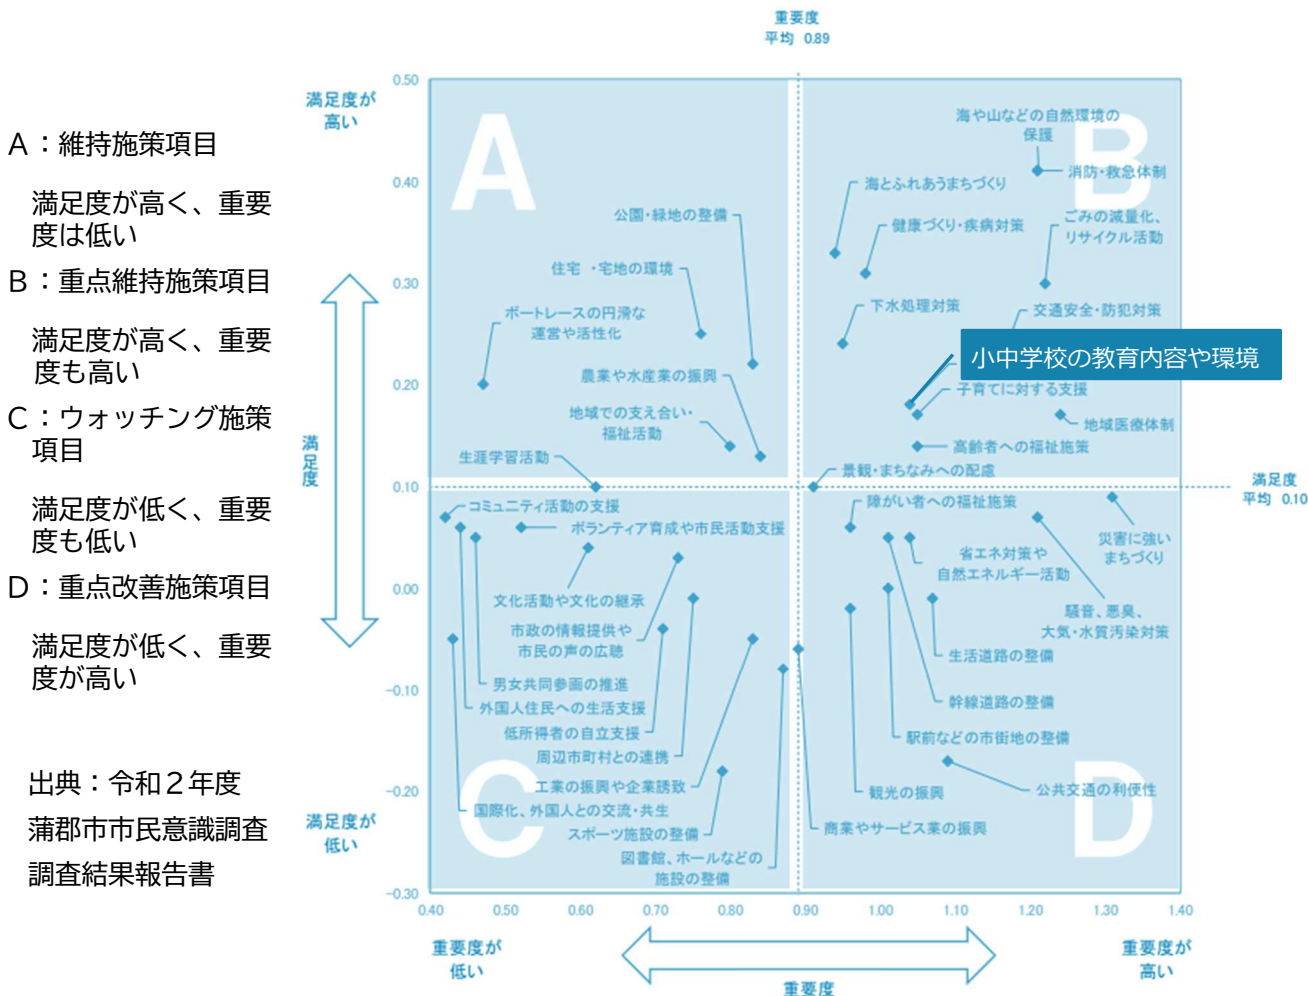 A：維持施策項目
満足度が高く、重要
度は低い
B：重点維持施策項目
満足度が高く、重要
度も高い
C：ウォッチング施策
項目
満足度が低く、重要
度も低い
D：重点改善施策項目
満足度が低く、重要
度が高い
出典：令和２年度
蒲郡市市民意識調査
調査結果報告書
重要度
平均 0.89
満足度が
高い
満足度
満足度が
低い
0.50
0.40
0.30
0.20
0.10
0.00
-0.10
-0.20
-0.30
A
公園・緑地の整備
住宅・宅地の環境
ボートレースの円滑な
運営や活性化
農業や水産業の振興
地域での支え合い・
福祉活動
生涯学習活動
B
海や山などの自然環境の
保護
消防・救急体制
海とふれあうまちづくり
健康づくり・疾病対策
ごみの減量化、
リサイクル活動
下水処理対策
交通安全・防犯対策
小中学校の教育内容や環境
子育てに対する支援
地域医療体制
高齢者への福祉施策
景観・まちなみへの配慮
満足度
平均 0.10
C
コミュニティ活動の支援
ボランティア育成や市民活動支援
文化活動や文化の継承
市政の情報提供や
市民の声の広聴
男女共同参画の推進
外国人住民への生活支援
低所得者の自立支援
周辺市町村との連携
工業の振興や企業誘致
国際化、外国人との交流・共生
スポーツ施設の整備
図書館、ホールなどの
施設の整備
D
障がい者への福祉施策
省エネ対策や
自然エネルギー活動
災害に強い
まちづくり
騒音、悪臭、
大気・水質汚染対策
生活道路の整備
幹線道路の整備
駅前などの市街地の整備
公共交通の利便性
観光の振興
商業やサービス業の振興
0.40
0.50
0.60
0.70
0.80
0.90
1.00
1.10
1.20
1.30
1.40
重要度が
低い
重要度
重要度が
高い